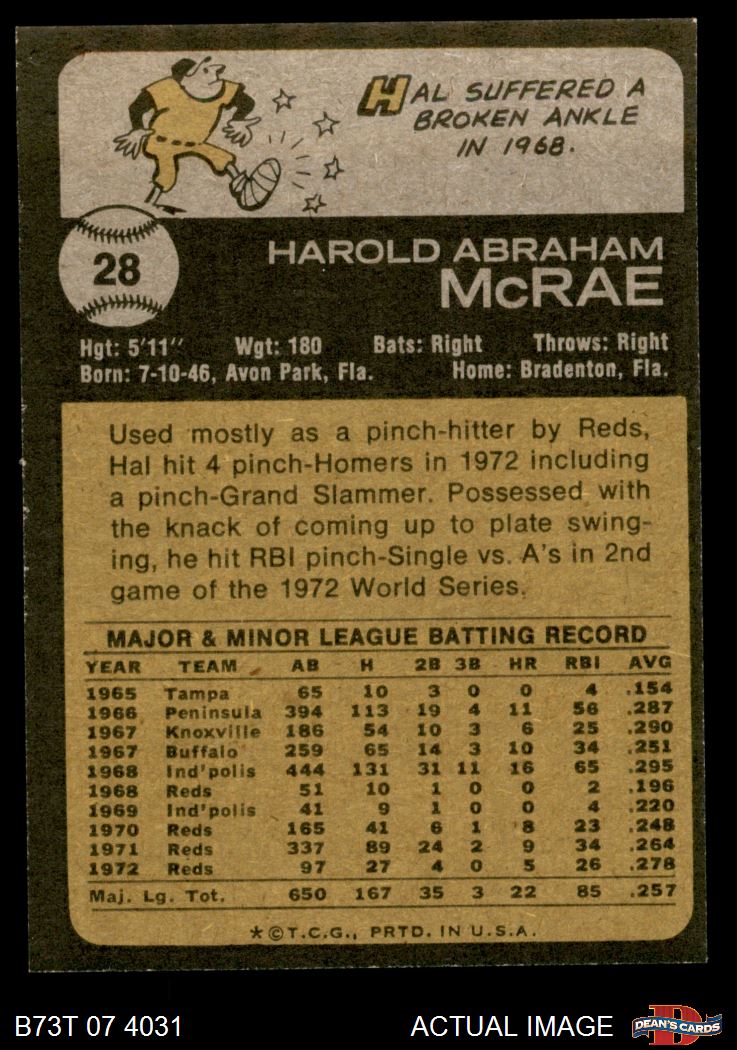 HAL SUFFERED A
BROKEN ANKLE
IN 1968.
28
HAROLD ABRAHAM
McRAE
Hgt: 5'11" Wgt: 180 Bats: Right Throws: Right
Born: 7-10-46, Avon Park, Fla. Home: Bradenton, Fla.
Used mostly as a pinch-hitter by Reds,
Hal hit 4 pinch-Homers in 1972 including
a pinch-Grand Slammer. Possessed with
the knack of coming up to plate swing-
ing, he hit RBI pinch-Single vs. A's in 2nd
game of the 1972 World Series.
MAJOR & MINOR LEAGUE BATTING RECORD
YEAR TEAM AB H 2B 3B HR RBI AVG
1965 Tampa 65 10 3 0 0 4 .154
1966 Peninsula 394 113 19 4 11 56 .287
1967 Knoxville 186 54 10 3 6 25 .290
1967 Buffalo 259 65 14 3 10 34 .251
1968 Ind'polis 444 131 31 11 16 65 .295
1968 Reds 51 10 1 0 0 2 .196
1969 Ind'polis 41 9 1 0 0 4 .220
1970 Reds 165 41 6 1 8 23 .248
1971 Reds 337 89 24 2 9 34 .264
1972 Reds 97 27 4 0 5 26 .278
Maj. Lg. Tot. 650 167 35 3 22 85 .257
*©T.C.G., PRTD. IN U.S.A.
B73T 07 4031 ACTUAL IMAGE D DEAN'S CARDS